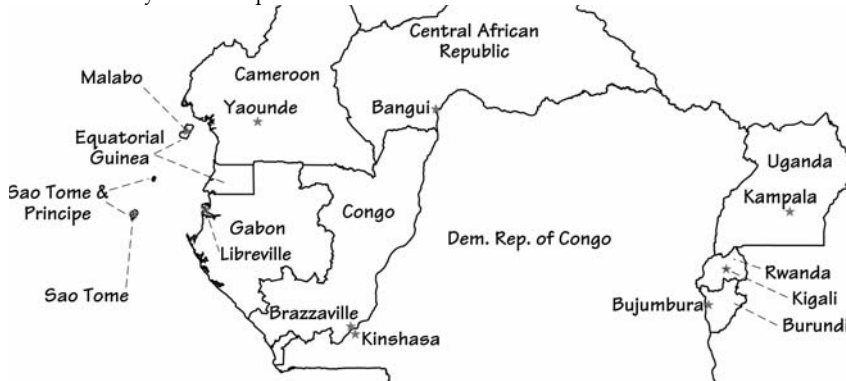 Central African
Republic
Malabo
Cameroon
Yaounde
Bangui
Equatorial
Guinea
Uganda
Kampala
Sao Tome &
Principe
Congo
Gabon
Libreville
Dem. Rep. of Congo
Rwanda
Kigali
Sao Tome
Brazzaville
Bujumbura
Burundi
Kinshasa